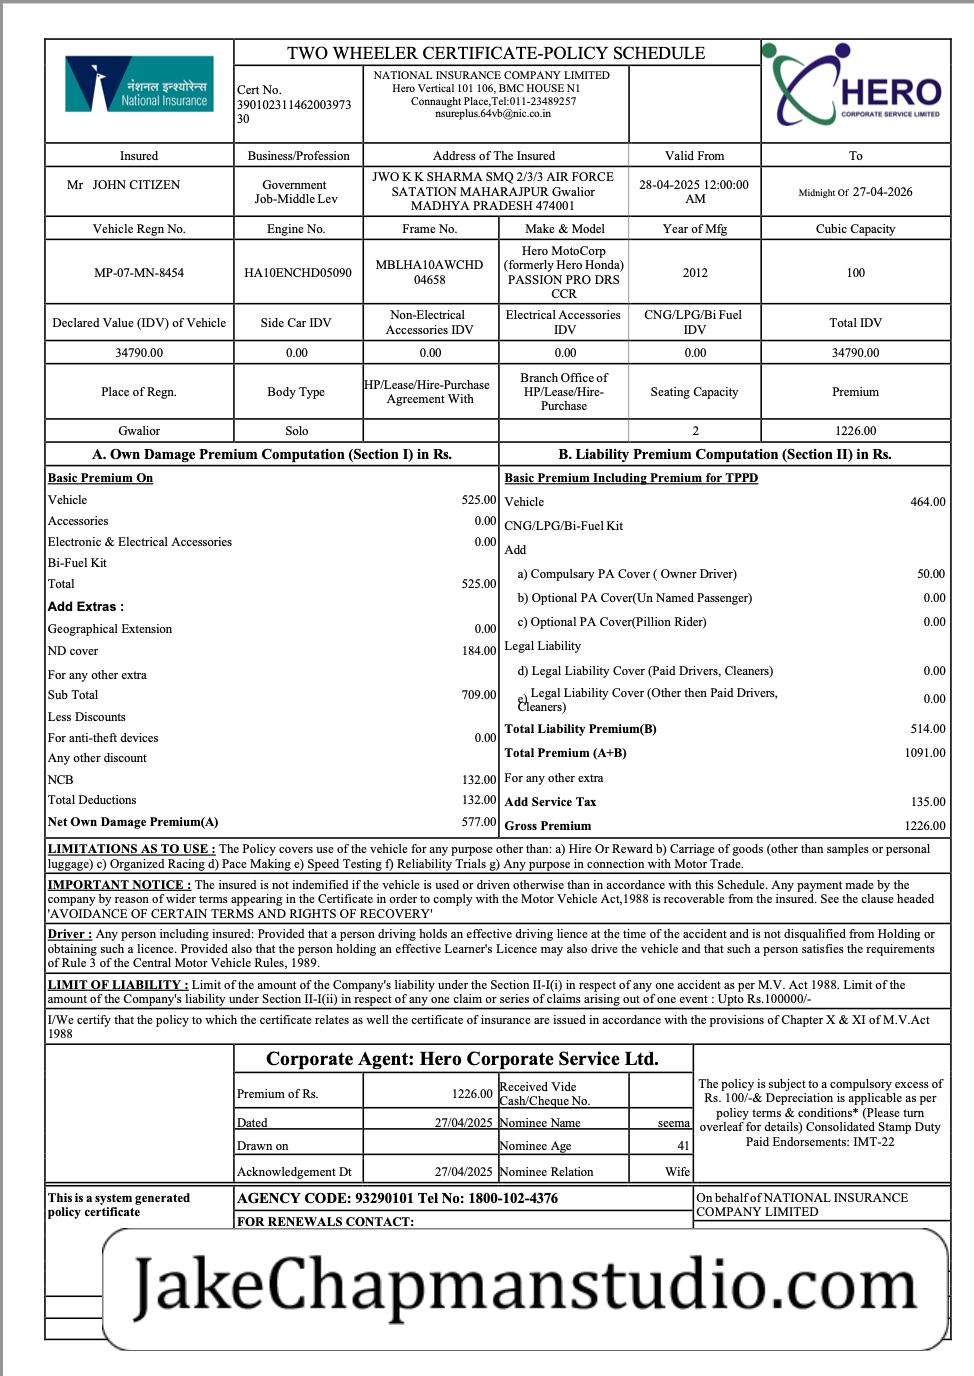 TWO WHEELER CERTIFICATE-POLICY SCHEDULE
नेशनल इन्श्योरेन्स
National Insurance
Cert No.
390102311462003973
30
NATIONAL INSURANCE COMPANY LIMITED
Hero Vertical 101 106, BMC HOUSE N1
Connaught Place,Tel:011-23489257
nsureplus.64vb@nic.co.in
HERO
CORPORATE SERVICE LIMITED
Insured
Business/Profession
Address of The Insured
Valid From
To
Mr JOHN CITIZEN
Government
Job-Middle Lev
JWO K K SHARMA SMQ 2/3/3 AIR FORCE
SATATION MAHARAJPUR Gwalior
MADHYA PRADESH 474001
28-04-2025 12:00:00
AM
Midnight Of 27-04-2026
Vehicle Regn No.
Engine No.
Frame No.
Make & Model
Year of Mfg
Cubic Capacity
MP-07-MN-8454
HA10ENCHD05090
MBLHA10AWCHD
04658
Hero MotoCorp
(formerly Hero Honda)
PASSION PRO DRS
CCR
2012
100
Declared Value (IDV) of Vehicle
Side Car IDV
Non-Electrical
Accessories IDV
Electrical Accessories
IDV
CNG/LPG/Bi Fuel
IDV
Total IDV
34790.00
0.00
0.00
0.00
0.00
34790.00
Place of Regn.
Body Type
HP/Lease/Hire-Purchase
Agreement With
Branch Office of
HP/Lease/Hire-
Purchase
Seating Capacity
Premium
Gwalior
Solo
2
1226.00
A. Own Damage Premium Computation (Section I) in Rs.
Basic Premium On
Vehicle 525.00
Accessories 0.00
Electronic & Electrical Accessories 0.00
Bi-Fuel Kit
Total 525.00
Add Extras :
Geographical Extension 0.00
ND cover 184.00
For any other extra
Sub Total 709.00
Less Discounts
For anti-theft devices 0.00
Any other discount
NCB 132.00
Total Deductions 132.00
Net Own Damage Premium(A) 577.00
B. Liability Premium Computation (Section II) in Rs.
Basic Premium Including Premium for TPPD
Vehicle 464.00
CNG/LPG/Bi-Fuel Kit
Add
a) Compulsary PA Cover ( Owner Driver) 50.00
b) Optional PA Cover(Un Named Passenger) 0.00
c) Optional PA Cover(Pillion Rider) 0.00
Legal Liability
d) Legal Liability Cover (Paid Drivers, Cleaners) 0.00
e) Legal Liability Cover (Other then Paid Drivers,
Cleaners) 0.00
Total Liability Premium(B) 514.00
Total Premium (A+B) 1091.00
For any other extra
Add Service Tax 135.00
Gross Premium 1226.00
LIMITATIONS AS TO USE : The Policy covers use of the vehicle for any purpose other than: a) Hire Or Reward b) Carriage of goods (other than samples or personal
luggage) c) Organized Racing d) Pace Making e) Speed Testing f) Reliability Trials g) Any purpose in connection with Motor Trade.
IMPORTANT NOTICE : The insured is not indemified if the vehicle is used or driven otherwise than in accordance with this Schedule. Any payment made by the
company by reason of wider terms appearing in the Certificate in order to comply with the Motor Vehicle Act,1988 is recoverable from the insured. See the clause headed
'AVOIDANCE OF CERTAIN TERMS AND RIGHTS OF RECOVERY'
Driver : Any person including insured: Provided that a person driving holds an effective driving lience at the time of the accident and is not disqualified from Holding or
obtaining such a licence. Provided also that the person holding an effective Learner's Licence may also drive the vehicle and that such a person satisfies the requirements
of Rule 3 of the Central Motor Vehicle Rules, 1989.
LIMIT OF LIABILITY : Limit of the amount of the Company's liability under the Section II-I(i) in respect of any one accident as per M.V. Act 1988. Limit of the
amount of the Company's liability under Section II-I(ii) in respect of any one claim or series of claims arising out of one event : Upto Rs.100000/-
I/We certify that the policy to which the certificate relates as well the certificate of insurance are issued in accordance with the provisions of Chapter X & XI of M.V.Act
1988
Corporate Agent: Hero Corporate Service Ltd.
Premium of Rs. 1226.00
Received Vide
Cash/Cheque No.
Dated 27/04/2025
Nominee Name seema
Drawn on
Nominee Age 41
Acknowledgement Dt 27/04/2025
Nominee Relation Wife
The policy is subject to a compulsory excess of
Rs. 100/-& Depreciation is applicable as per
policy terms & conditions* (Please turn
overleaf for details) Consolidated Stamp Duty
Paid Endorsements: IMT-22
This is a system generated
policy certificate
AGENCY CODE: 93290101 Tel No: 1800-102-4376
FOR RENEWALS CONTACT:
On behalf of NATIONAL INSURANCE
COMPANY LIMITED
JakeChapmanstudio.com